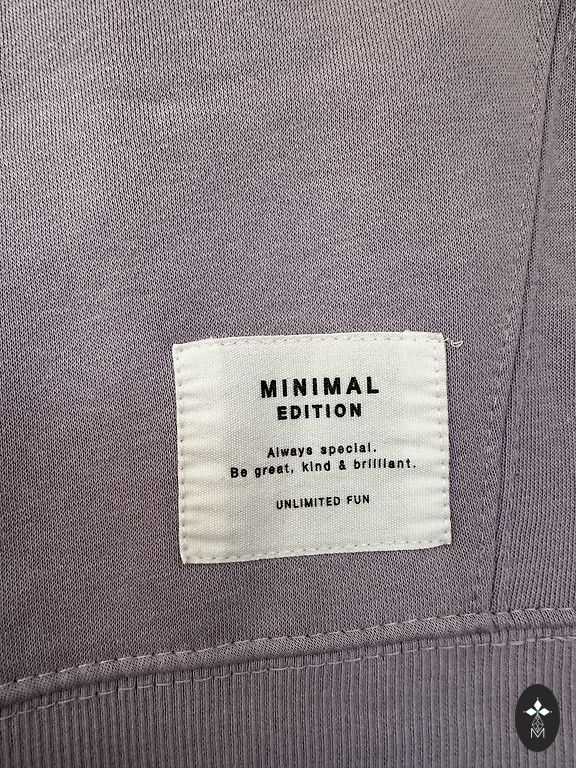 MINIMAL
EDITION
Always special.
Be great, kind & brilliant.
UNLIMITED FUN
M